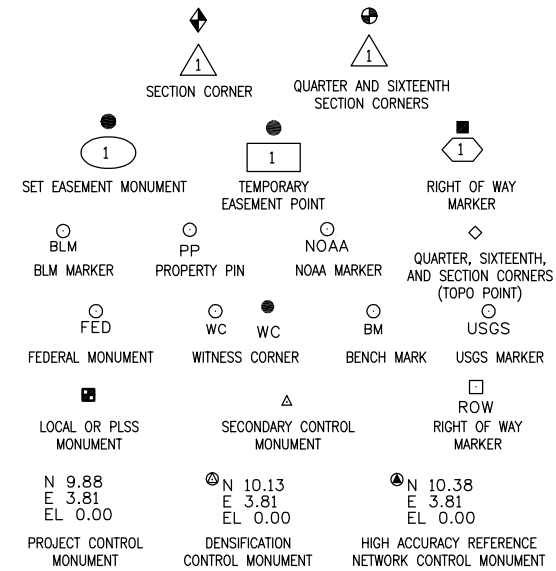 1
1
SECTION CORNER
QUARTER AND SIXTEENTH
SECTION CORNERS
1
1
1
SET EASEMENT MONUMENT
TEMPORARY
EASEMENT POINT
RIGHT OF WAY
MARKER
BLM
PP
NOAA
BLM MARKER
PROPERTY PIN
NOAA MARKER
QUARTER, SIXTEENTH,
AND SECTION CORNERS
(TOPO POINT)
FED
WC
WC
BM
USGS
FEDERAL MONUMENT
WITNESS CORNER
BENCH MARK
USGS MARKER
ROW
LOCAL OR PLSS
MONUMENT
SECONDARY CONTROL
MONUMENT
RIGHT OF WAY
MARKER
N 9.88
E 3.81
EL 0.00
N 10.13
E 3.81
EL 0.00
N 10.38
E 3.81
EL 0.00
PROJECT CONTROL
MONUMENT
DENSIFICATION
CONTROL MONUMENT
HIGH ACCURACY REFERENCE
NETWORK CONTROL MONUMENT